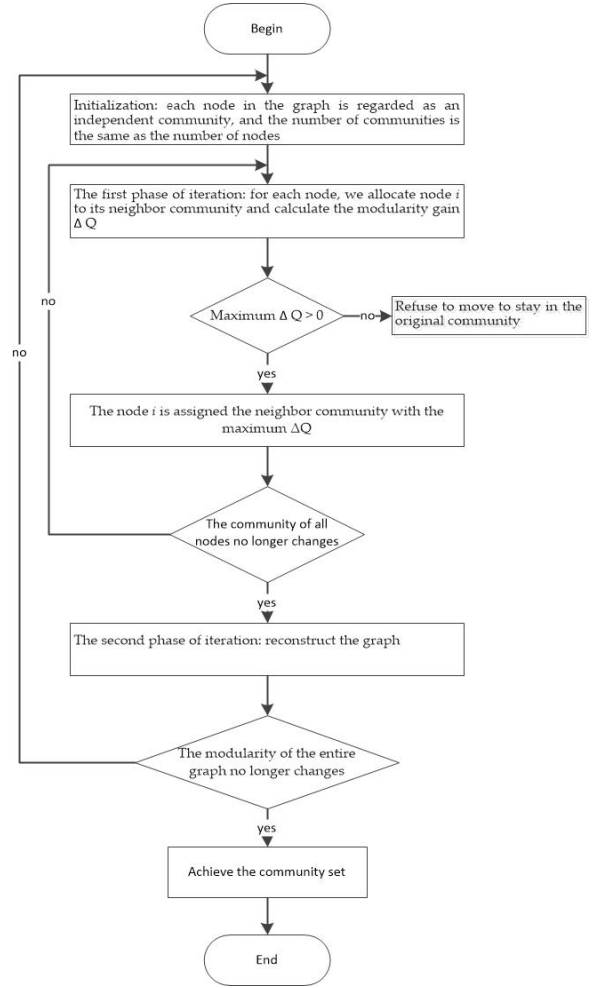 Begin
Initialization: each node in the graph is regarded as an
independent community, and the number of communities is
the same as the number of nodes
The first phase of iteration: for each node, we allocate node i
to its neighbor community and calculate the modularity gain
Δ Q
no
Maximum Δ Q > 0
no
Refuse to move to stay in the
original community
no
yes
The node i is assigned the neighbor community with the
maximum ΔQ
The community of all
nodes no longer changes
yes
The second phase of iteration: reconstruct the graph
The modularity of the entire
graph no longer changes
yes
Achieve the community set
End